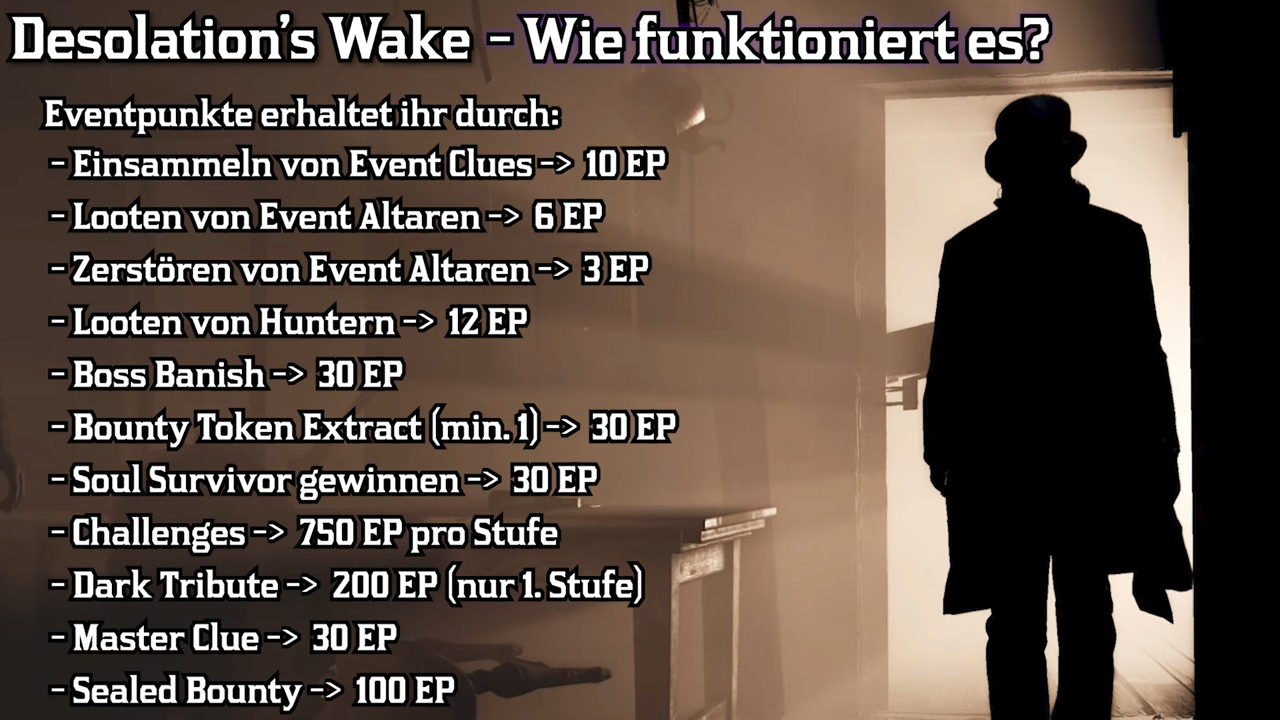 Desolation's Wake - Wie funktioniert es?
Eventpunkte erhaltet ihr durch:
- Einsammeln von Event Clues -> 10 EP
- Looten von Event Altaren -> 6 EP
- Zerstören von Event Altaren -> 3 EP
- Looten von Huntern -> 12 EP
- Boss Banish -> 30 EP
- Bounty Token Extract (min. 1) -> 30 EP
- Soul Survivor gewinnen -> 30 EP
- Challenges -> 750 EP pro Stufe
- Dark Tribute -> 200 EP (nur 1. Stufe)
- Master Clue -> 30 EP
- Sealed Bounty -> 100 EP